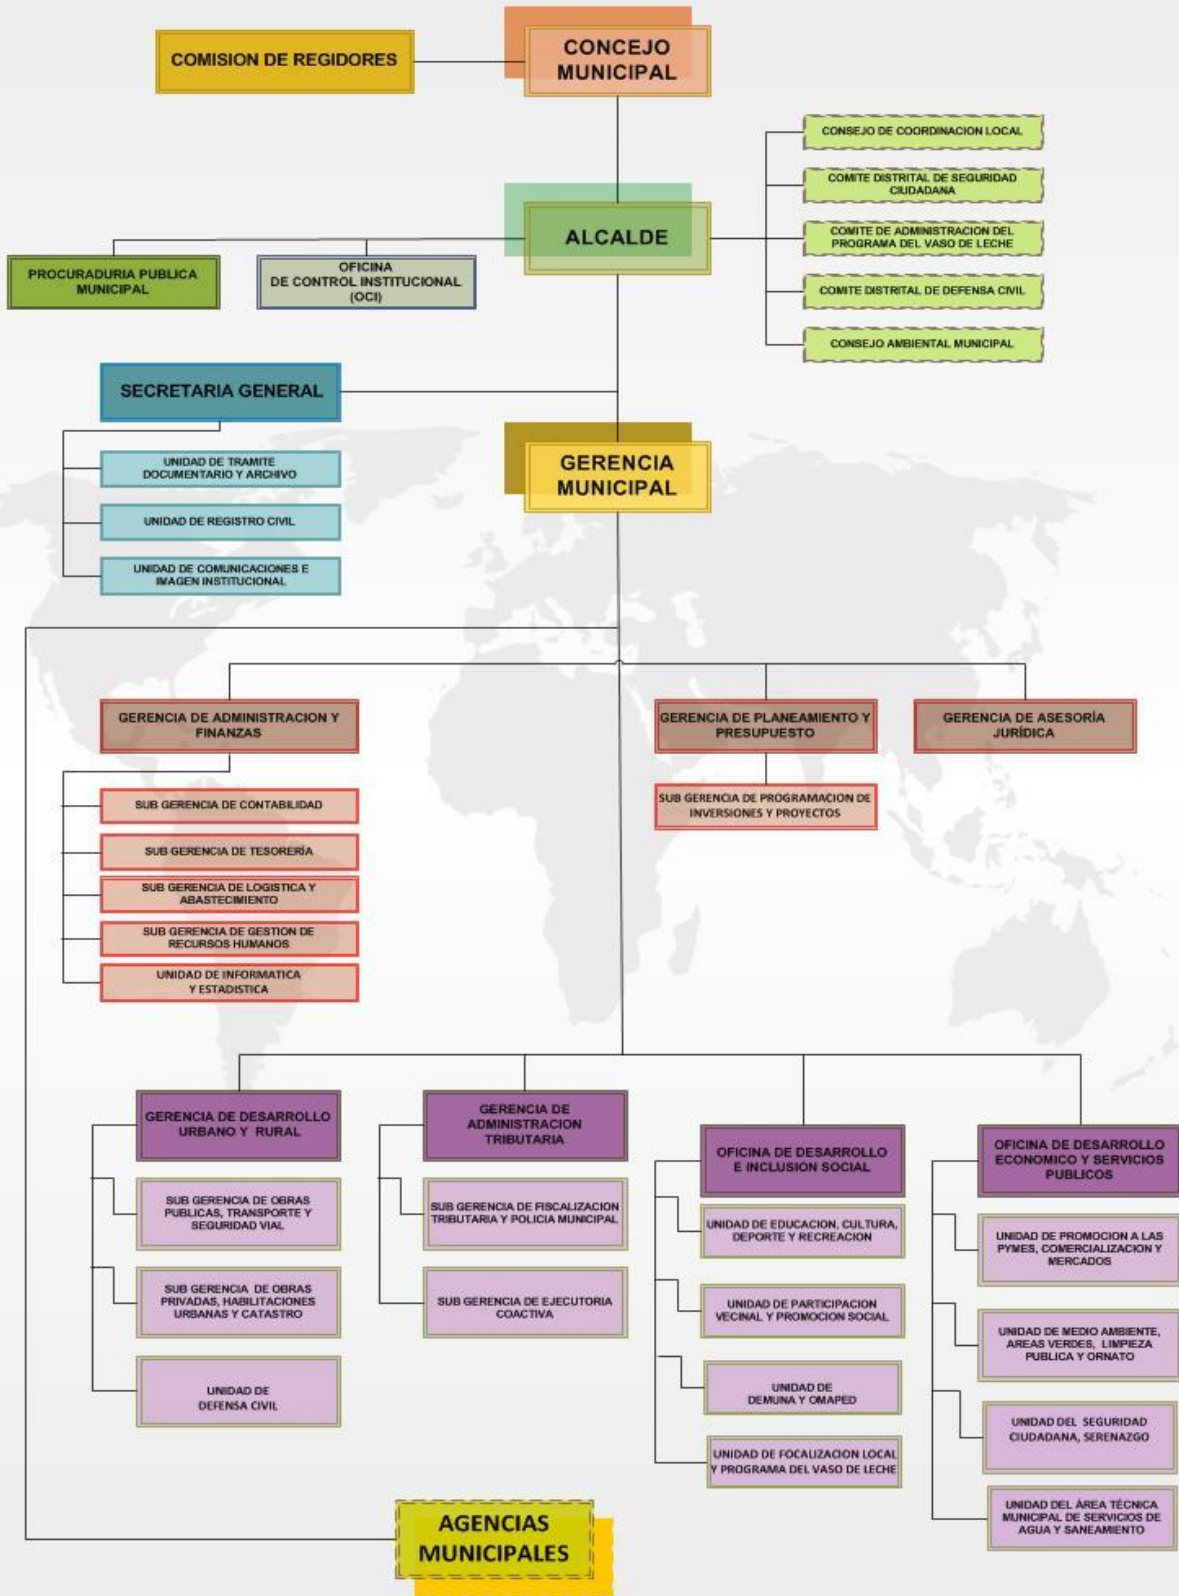 COMISION DE REGIDORES
CONCEJO
MUNICIPAL
CONSEJO DE COORDINACION LOCAL
COMITE DISTRITAL DE SEGURIDAD
CIUDADANA
ALCALDE
COMITE DE ADMINISTRACION DEL
PROGRAMA DEL VASO DE LECHE
PROCURADURIA PUBLICA
MUNICIPAL
OFICINA
DE CONTROL INSTITUCIONAL
(OCI)
COMITE DISTRITAL DE DEFENSA CIVIL
CONSEJO AMBIENTAL MUNICIPAL
SECRETARIA GENERAL
UNIDAD DE TRAMITE
DOCUMENTARIO Y ARCHIVO
UNIDAD DE REGISTRO CIVIL
UNIDAD DE COMUNICACIONES E
IMAGEN INSTITUCIONAL
GERENCIA
MUNICIPAL
GERENCIA DE ADMINISTRACION Y
FINANZAS
GERENCIA DE PLANEAMIENTO Y
PRESUPUESTO
GERENCIA DE ASESORÍA
JURÍDICA
SUB GERENCIA DE CONTABILIDAD
SUB GERENCIA DE TESORERÍA
SUB GERENCIA DE LOGISTICA Y
ABASTECIMIENTO
SUB GERENCIA DE GESTION DE
RECURSOS HUMANOS
UNIDAD DE INFORMATICA
Y ESTADISTICA
SUB GERENCIA DE PROGRAMACION DE
INVERSIONES Y PROYECTOS
GERENCIA DE DESARROLLO
URBANO Y RURAL
SUB GERENCIA DE OBRAS
PUBLICAS, TRANSPORTE Y
SEGURIDAD VIAL
SUB GERENCIA DE OBRAS
PRIVADAS, HABILITACIONES
URBANAS Y CATASTRO
UNIDAD DE
DEFENSA CIVIL
GERENCIA DE
ADMINISTRACION
TRIBUTARIA
SUB GERENCIA DE FISCALIZACION
TRIBUTARIA Y POLICIA MUNICIPAL
SUB GERENCIA DE EJECUTORIA
COACTIVA
OFICINA DE DESARROLLO
E INCLUSION SOCIAL
UNIDAD DE EDUCACION, CULTURA,
DEPORTE Y RECREACION
UNIDAD DE PARTICIPACION
VECINAL Y PROMOCION SOCIAL
UNIDAD DE
DEMUNA Y OMAPED
UNIDAD DE FOCALIZACION LOCAL
Y PROGRAMA DEL VASO DE LECHE
OFICINA DE DESARROLLO
ECONOMICO Y SERVICIOS
PUBLICOS
UNIDAD DE PROMOCION A LAS
PYMES, COMERCIALIZACION Y
MERCADOS
UNIDAD DE MEDIO AMBIENTE,
AREAS VERDES, LIMPIEZA
PUBLICA Y ORNATO
UNIDAD DEL SEGURIDAD
CIUDADANA, SERENAZGO
UNIDAD DEL ÁREA TÉCNICA
MUNICIPAL DE SERVICIOS DE
AGUA Y SANEAMIENTO
AGENCIAS
MUNICIPALES